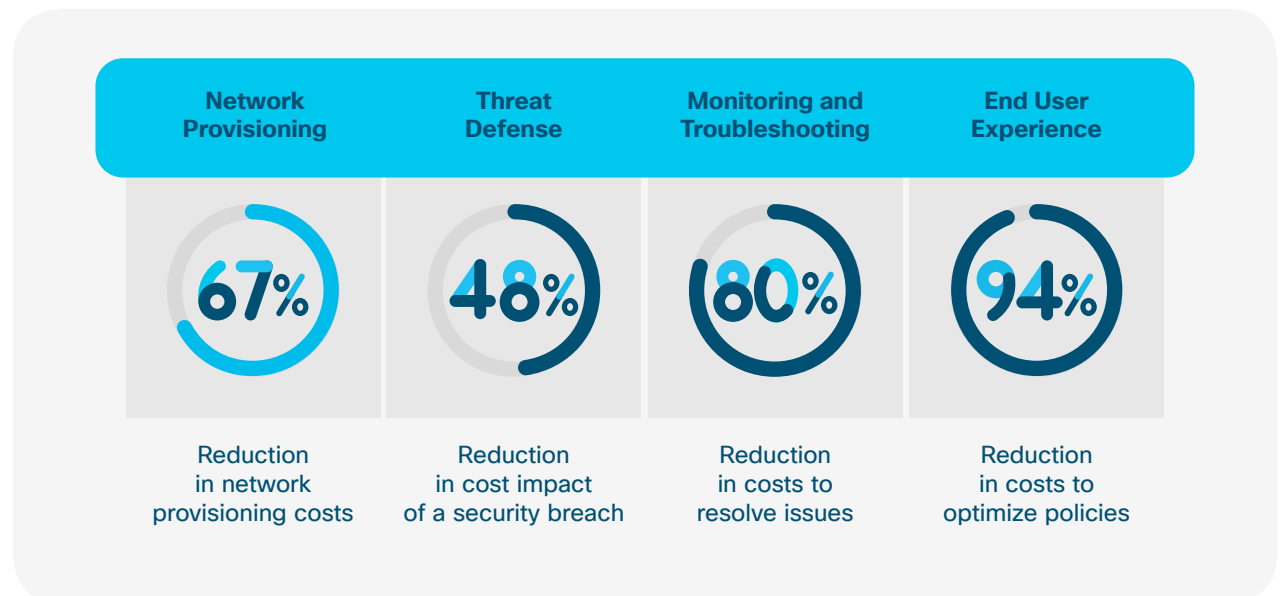 Network
Provisioning
Threat
Defense
Monitoring and
Troubleshooting
End User
Experience
67%
48%
80%
94%
Reduction
in network
provisioning costs
Reduction
in cost impact
of a security breach
Reduction
in costs to
resolve issues
Reduction
in costs to
optimize policies